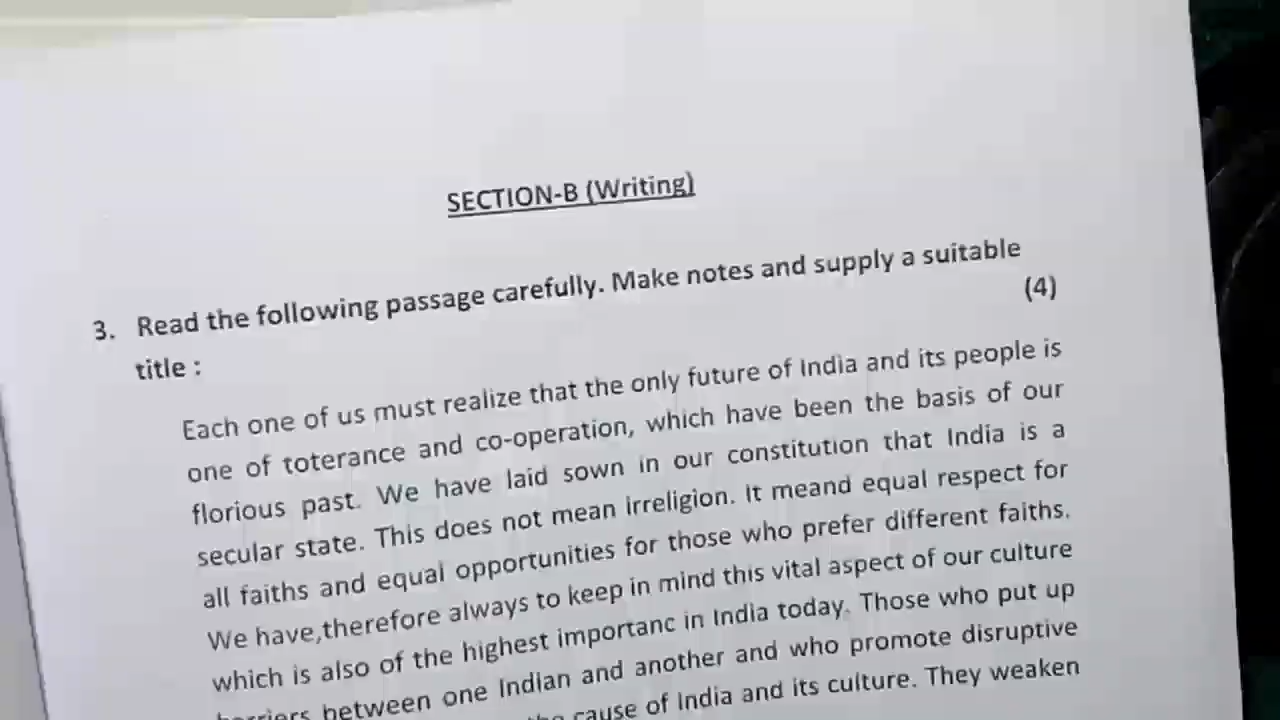 SECTION-B (Writing)
3. Read the following passage carefully. Make notes and supply a suitable
(4)
title :
Each one of us must realize that the only future of India and its people is
one of toterance and co-operation, which have been the basis of our
florious past. We have laid sown in our constitution that India is a
secular state. This does not mean irreligion. It meand equal respect for
all faiths and equal opportunities for those who prefer different faiths.
We have,therefore always to keep in mind this vital aspect of our culture
which is also of the highest importanc in India today. Those who put up
between one Indian and another and who promote disruptive
cause of India and its culture. They weaken